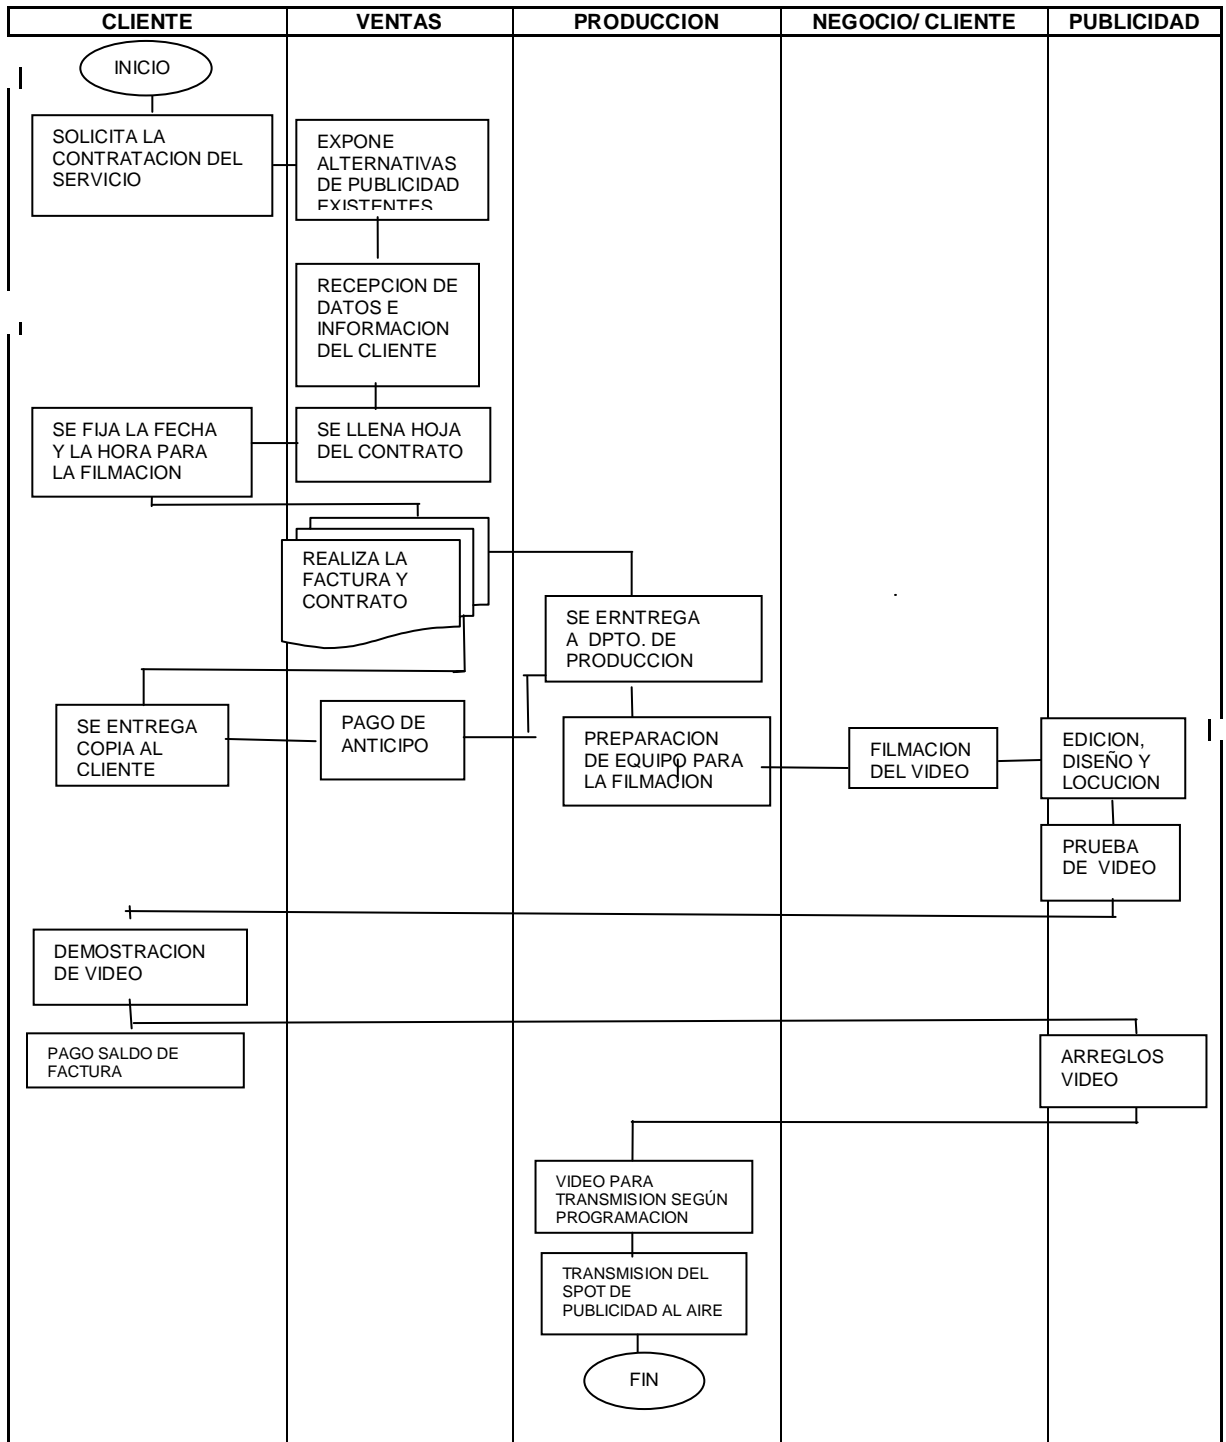 CLIENTE
VENTAS
PRODUCCION
NEGOCIO/ CLIENTE
PUBLICIDAD
INICIO
SOLICITA LA
CONTRATACION DEL
SERVICIO
EXPONE
ALTERNATIVAS
DE PUBLICIDAD
EXISTENTES
RECEPCION DE
DATOS E
INFORMACION
DEL CLIENTE
SE FIJA LA FECHA
Y LA HORA PARA
LA FILMACION
SE LLENA HOJA
DEL CONTRATO
REALIZA LA
FACTURA Y
CONTRATO
SE ERNTREGA
A DPTO. DE
PRODUCCION
SE ENTREGA
COPIA AL
CLIENTE
PAGO DE
ANTICIPO
PREPARACION
DE EQUIPO PARA
LA FILMACION
FILMACION
DEL VIDEO
EDICION,
DISEÑO Y
LOCUCION
PRUEBA
DE VIDEO
DEMOSTRACION
DE VIDEO
PAGO SALDO DE
FACTURA
ARREGLOS
VIDEO
VIDEO PARA
TRANSMISION SEGÚN
PROGRAMACION
TRANSMISION DEL
SPOT DE
PUBLICIDAD AL AIRE
FIN